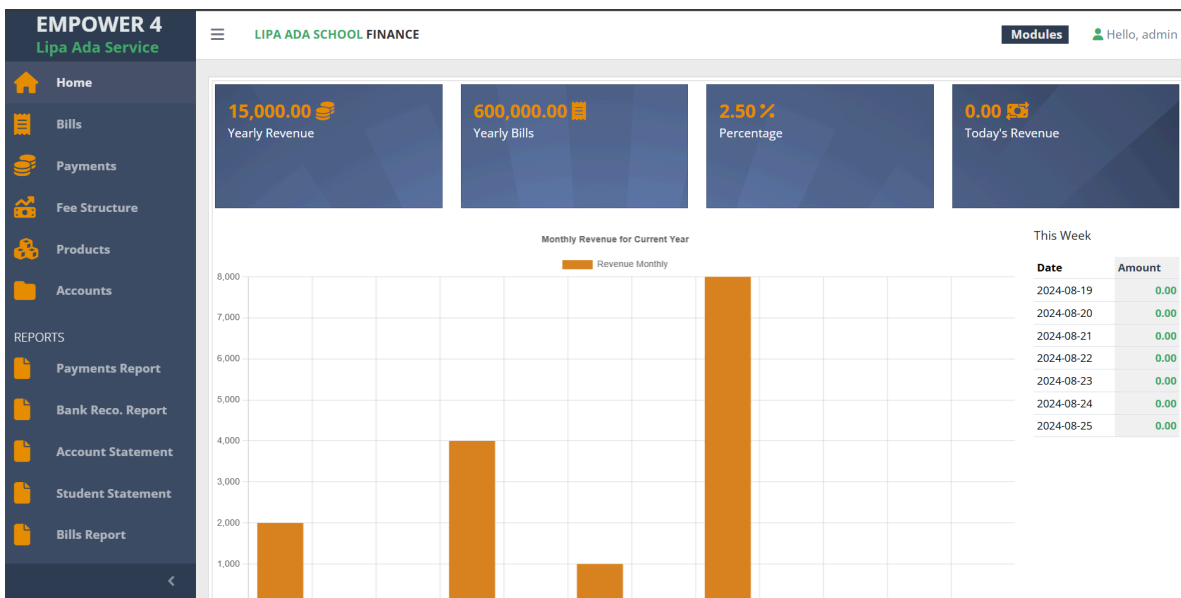 EMPOWER 4
Lipa Ada Service
Home
Bills
Payments
Fee Structure
Products
Accounts
REPORTS
Payments Report
Bank Reco. Report
Account Statement
Student Statement
Bills Report
LIPA ADA SCHOOL FINANCE
Modules
Hello, admin
15,000.00
Yearly Revenue
600,000.00
Yearly Bills
2.50 %
Percentage
0.00
Today's Revenue
Monthly Revenue for Current Year
Revenue Monthly
8,000
7,000
6,000
5,000
4,000
3,000
2,000
1,000
This Week
Date Amount
2024-08-19 0.00
2024-08-20 0.00
2024-08-21 0.00
2024-08-22 0.00
2024-08-23 0.00
2024-08-24 0.00
2024-08-25 0.00